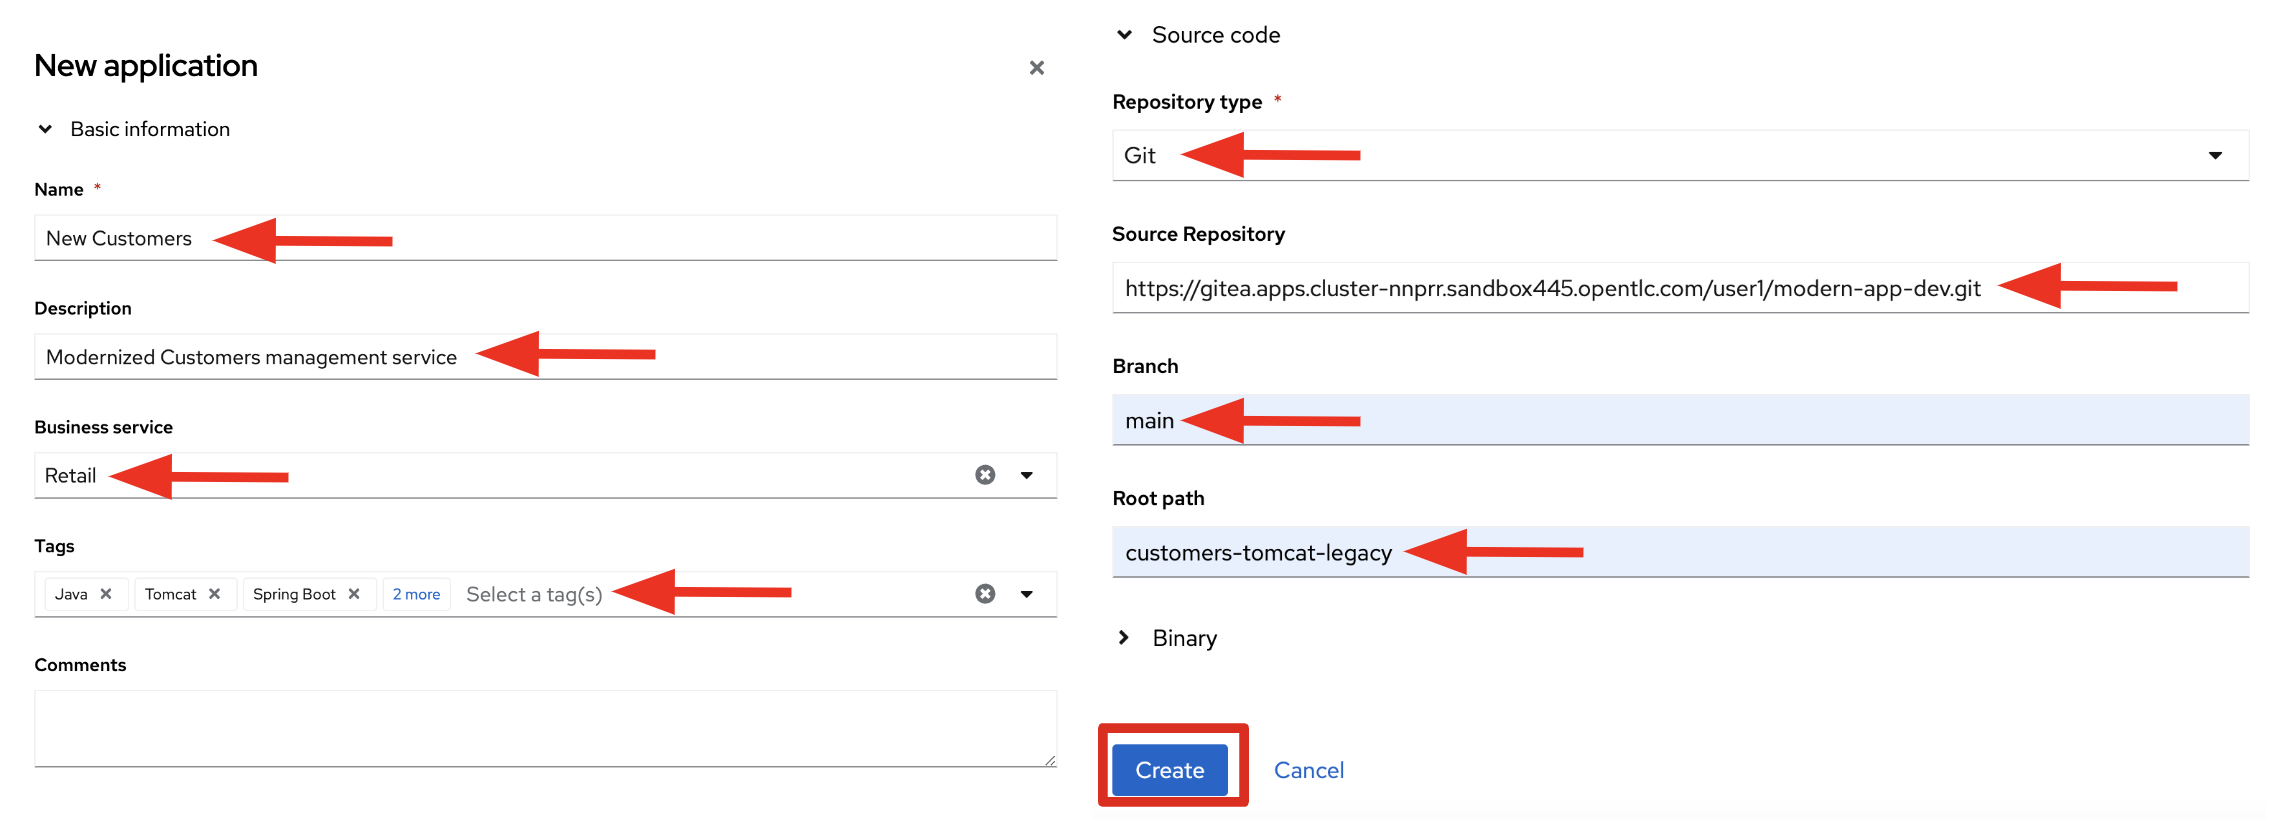 New application
Basic information
Name *
New Customers
Description
Modernized Customers management service
Business service
Retail
Tags
Java Tomcat Spring Boot 2 more Select a tag(s)
Comments
Source code
Repository type *
Git
Source Repository
https://gitea.apps.cluster-nnprr.sandbox445.opentlc.com/user1/modern-app-dev.git
Branch
main
Root path
customers-tomcat-legacy
Binary
Create Cancel